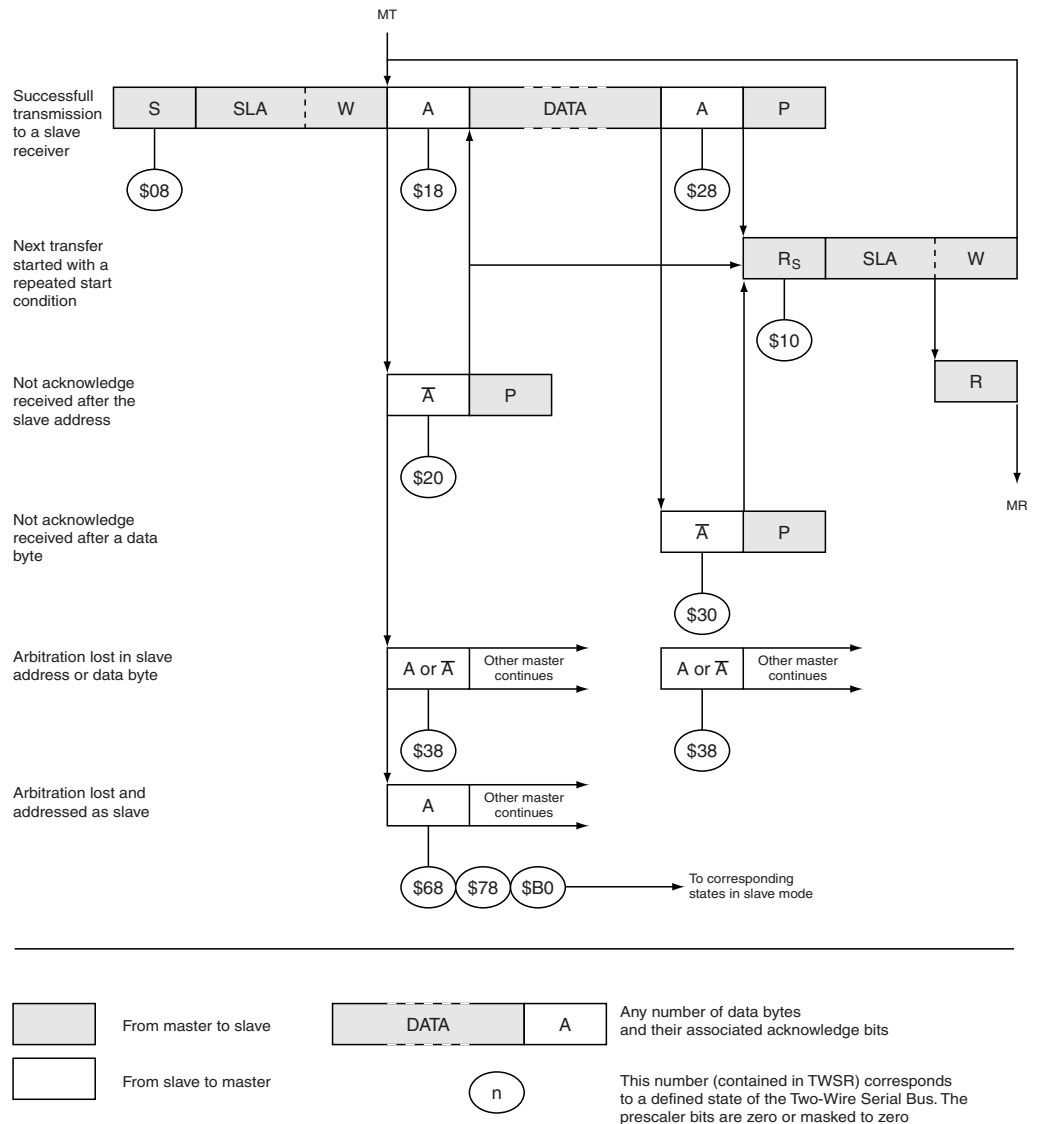 MT
Successfull
transmission
to a slave
receiver
S SLA W A DATA A P
$08 $18 $28
Next transfer
started with a
repeated start
condition
RS SLA W
$10
Not acknowledge
received after the
slave address
A̅ P
R
$20
MR
Not acknowledge
received after a data
byte
A̅ P
$30
Arbitration lost in slave
address or data byte
A or A̅
Other master
continues
A or A̅
Other master
continues
$38 $38
Arbitration lost and
addressed as slave
A
Other master
continues
$68 $78 $B0
To corresponding
states in slave mode
From master to slave
DATA A
Any number of data bytes
and their associated acknowledge bits
From slave to master
n
This number (contained in TWSR) corresponds
to a defined state of the Two-Wire Serial Bus. The
prescaler bits are zero or masked to zero